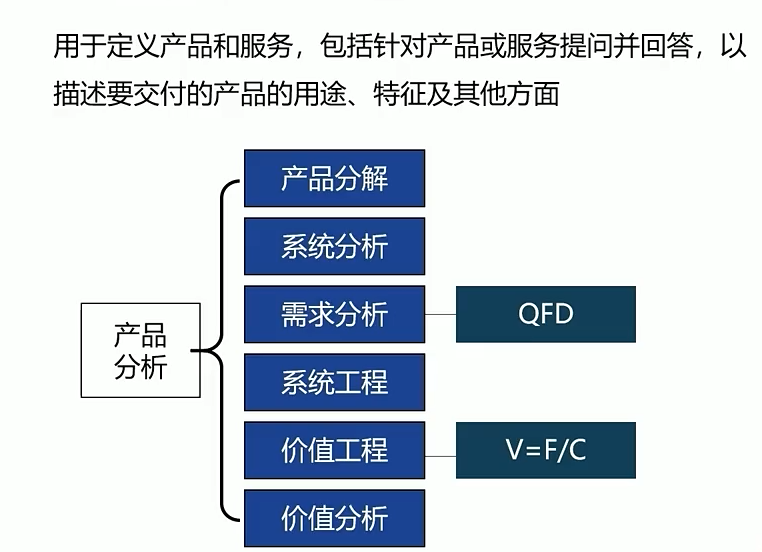 用于定义产品和服务，包括针对产品或服务提问并回答，以
描述要交付的产品的用途、特征及其他方面
产品分解
系统分析
需求分析
QFD
产品
分析
系统工程
价值工程
V=F/C
价值分析